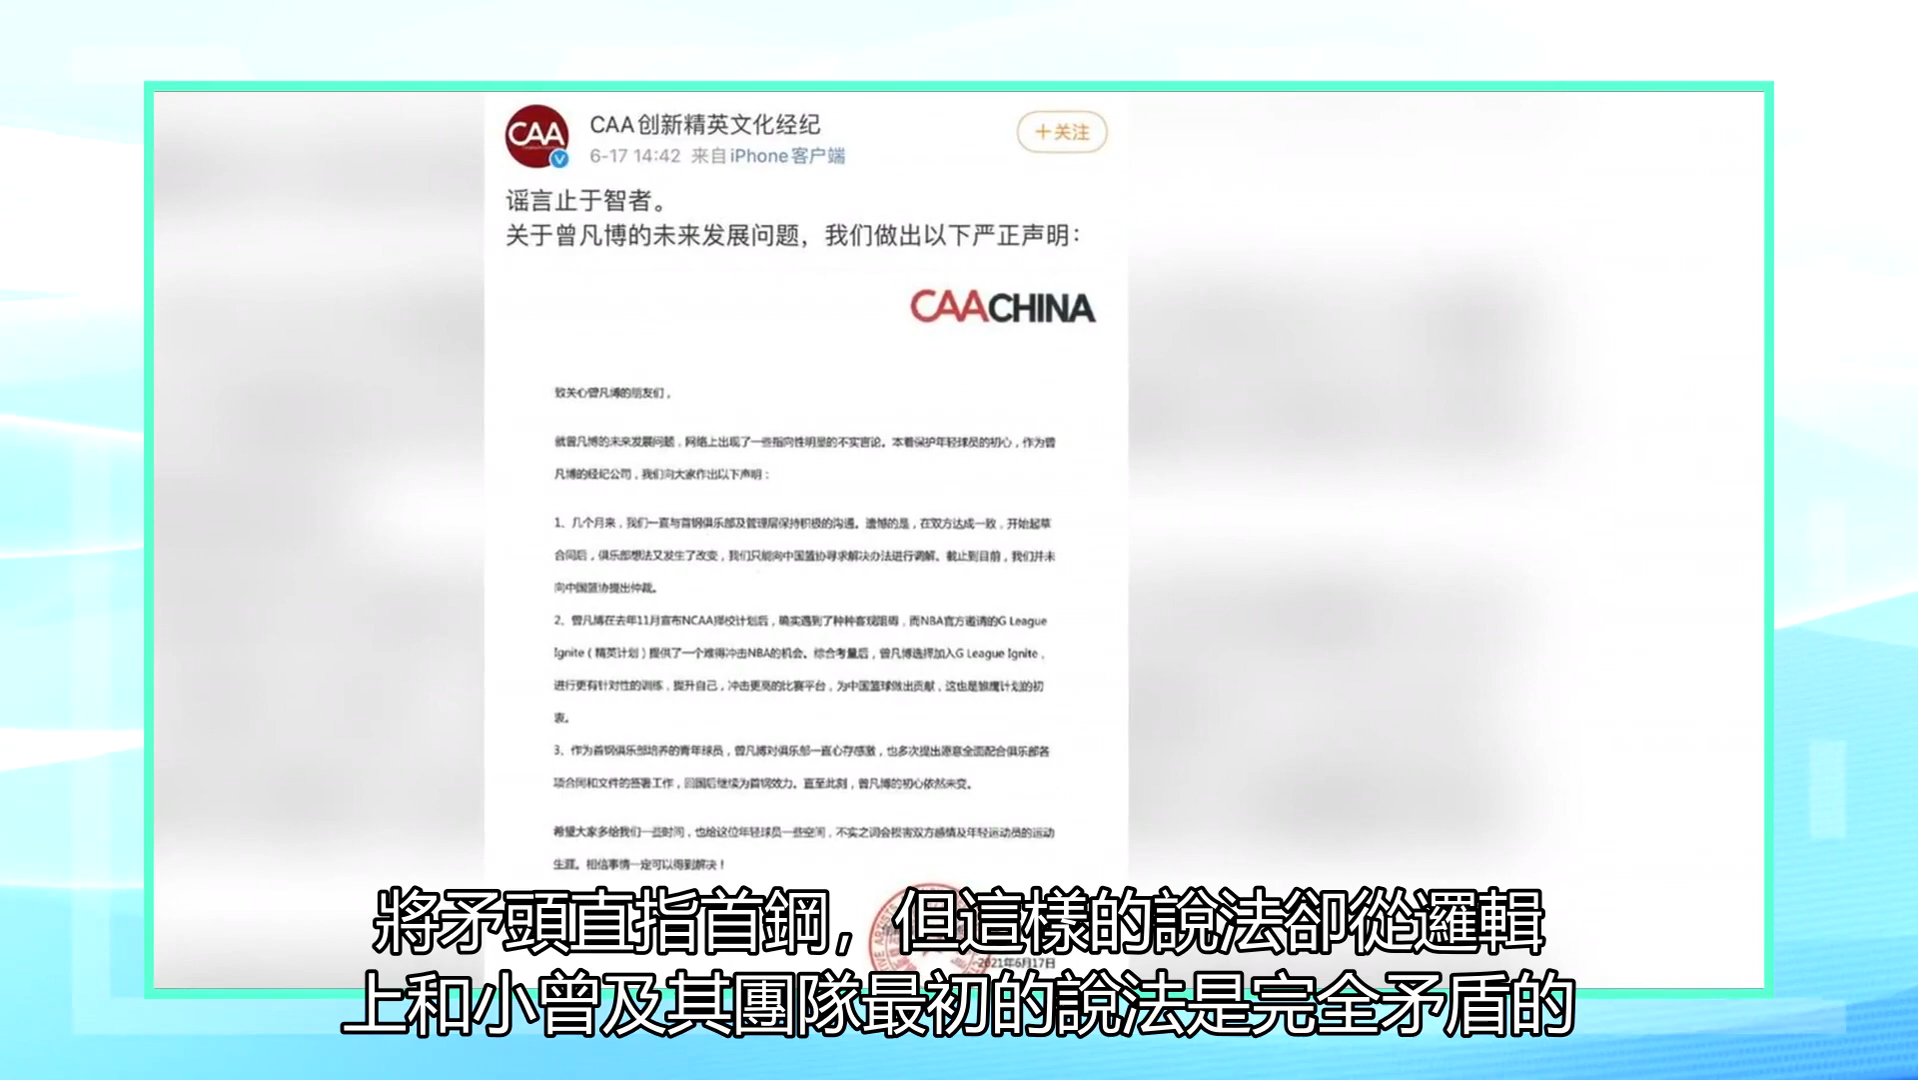 CAA
CAA创新精英文化经纪
6-17 14:42 来自iPhone客户端
+关注
谣言止于智者。
关于曾凡博的未来发展问题，我们做出以下严正声明：
CAACHINA
致关心曾凡博的朋友们，
就曾凡博的未来发展问题，网络上出现了一些指向性明显的不实言论。本着保护年轻球员的初心，作为曾
凡博的经纪公司，我们向大家作出以下声明：
1、几个月来，我们一直与首钢俱乐部及管理层保持积极的沟通。遗憾的是，在双方达成一致，开始起草
合同后，俱乐部想法又发生了改变，我们只能向中国篮协寻求解决办法进行调解。截止到目前，我们并未
向中国篮协提出仲裁。
2、曾凡博在去年11月宣布NCAA择校计划后，确实遇到了种种客观阻碍，而NBA官方邀请的G League
Ignite（精英计划）提供了一个难得冲击NBA的机会。综合考量后，曾凡博选择加入G League Ignite，
进行更有针对性的训练，提升自己，冲击更高的比赛平台，为中国篮球做出贡献，这也是雏鹰计划的初
衷。
3、作为首钢俱乐部培养的青年球员，曾凡博对俱乐部一直心存感激，也多次提出愿意全面配合俱乐部各
项合同和文件的签署工作，回国后继续为首钢效力。直至此刻，曾凡博的初心依然未变。
希望大家多给我们一些时间，也给这位年轻球员一些空间，不实之词会损害双方感情及年轻运动员的运动
生涯。相信事情一定可以得到解决！
2021年6月17日
將矛頭直指首鋼，但這樣的說法卻從邏輯
上和小曾及其團隊最初的說法是完全矛盾的